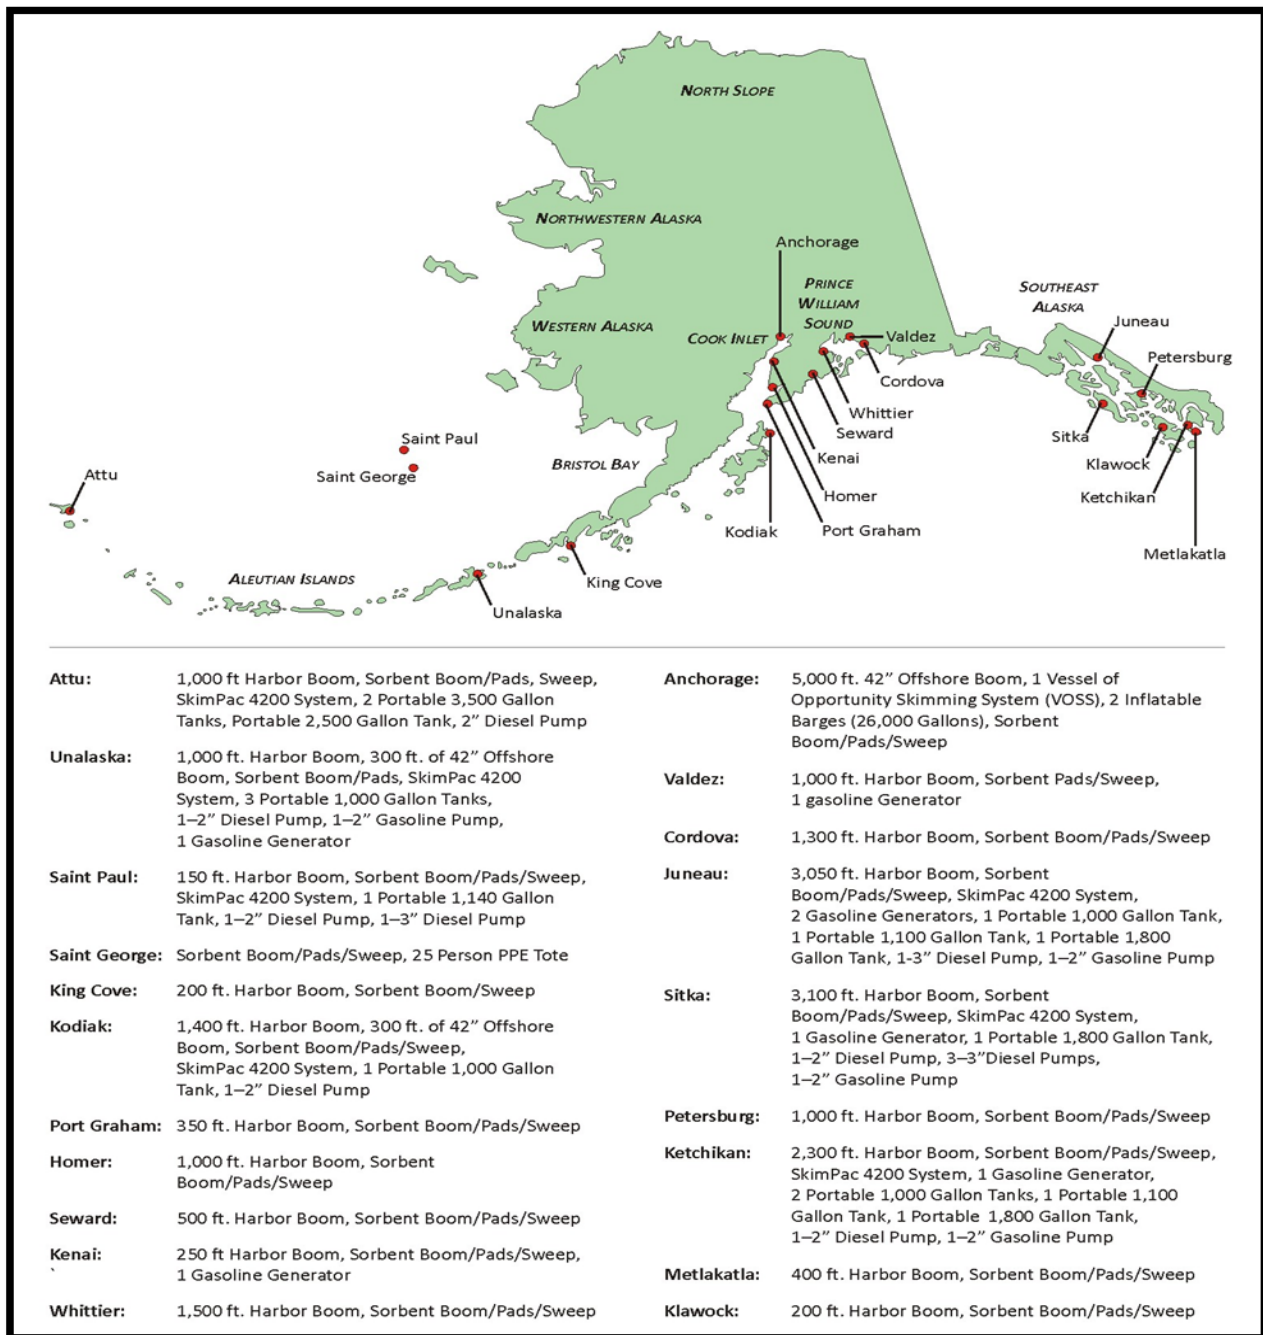 NORTH SLOPE
NORTHWESTERN ALASKA
Anchorage
PRINCE
WILLIAM
SOUND
SOUTHEAST
ALASKA
WESTERN ALASKA
COOK INLET
Valdez
Juneau
Petersburg
Cordova
Whittier
Seward
Sitka
Saint Paul
Saint George
BRISTOL BAY
Kenai
Klawock
Attu
Homer
Ketchikan
Kodiak
Port Graham
Metlakatla
ALEUTIAN ISLANDS
King Cove
Unalaska
Attu: 1,000 ft Harbor Boom, Sorbent Boom/Pads, Sweep,
SkimPac 4200 System, 2 Portable 3,500 Gallon
Tanks, Portable 2,500 Gallon Tank, 2” Diesel Pump
Unalaska: 1,000 ft. Harbor Boom, 300 ft. of 42” Offshore
Boom, Sorbent Boom/Pads, SkimPac 4200
System, 3 Portable 1,000 Gallon Tanks,
1–2” Diesel Pump, 1–2” Gasoline Pump,
1 Gasoline Generator
Saint Paul: 150 ft. Harbor Boom, Sorbent Boom/Pads/Sweep,
SkimPac 4200 System, 1 Portable 1,140 Gallon
Tank, 1–2” Diesel Pump, 1–3” Diesel Pump
Saint George: Sorbent Boom/Pads/Sweep, 25 Person PPE Tote
King Cove: 200 ft. Harbor Boom, Sorbent Boom/Sweep
Kodiak: 1,400 ft. Harbor Boom, 300 ft. of 42” Offshore
Boom, Sorbent Boom/Pads/Sweep,
SkimPac 4200 System, 1 Portable 1,000 Gallon
Tank, 1–2” Diesel Pump
Port Graham: 350 ft. Harbor Boom, Sorbent Boom/Pads/Sweep
Homer: 1,000 ft. Harbor Boom, Sorbent
Boom/Pads/Sweep
Seward: 500 ft. Harbor Boom, Sorbent Boom/Pads/Sweep
Kenai: 250 ft Harbor Boom, Sorbent Boom/Pads/Sweep,
` 1 Gasoline Generator
Whittier: 1,500 ft. Harbor Boom, Sorbent Boom/Pads/Sweep
Anchorage: 5,000 ft. 42” Offshore Boom, 1 Vessel of
Opportunity Skimming System (VOSS), 2 Inflatable
Barges (26,000 Gallons), Sorbent
Boom/Pads/Sweep
Valdez: 1,000 ft. Harbor Boom, Sorbent Pads/Sweep,
1 gasoline Generator
Cordova: 1,300 ft. Harbor Boom, Sorbent Boom/Pads/Sweep
Juneau: 3,050 ft. Harbor Boom, Sorbent
Boom/Pads/Sweep, SkimPac 4200 System,
2 Gasoline Generators, 1 Portable 1,000 Gallon Tank,
1 Portable 1,100 Gallon Tank, 1 Portable 1,800
Gallon Tank, 1-3” Diesel Pump, 1–2” Gasoline Pump
Sitka: 3,100 ft. Harbor Boom, Sorbent
Boom/Pads/Sweep, SkimPac 4200 System,
1 Gasoline Generator, 1 Portable 1,800 Gallon Tank,
1–2” Diesel Pump, 3–3”Diesel Pumps,
1–2” Gasoline Pump
Petersburg: 1,000 ft. Harbor Boom, Sorbent Boom/Pads/Sweep
Ketchikan: 2,300 ft. Harbor Boom, Sorbent Boom/Pads/Sweep,
SkimPac 4200 System, 1 Gasoline Generator,
2 Portable 1,000 Gallon Tanks, 1 Portable 1,100
Gallon Tank, 1 Portable 1,800 Gallon Tank,
1–2” Diesel Pump, 1–2” Gasoline Pump
Metlakatla: 400 ft. Harbor Boom, Sorbent Boom/Pads/Sweep
Klawock: 200 ft. Harbor Boom, Sorbent Boom/Pads/Sweep